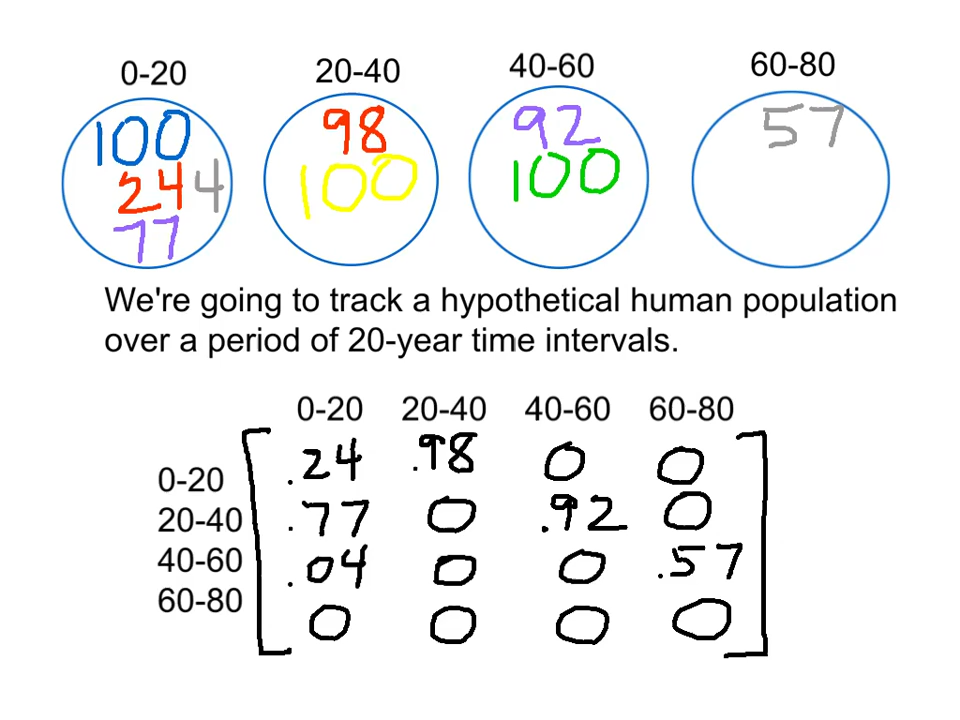 0-20 20-40 40-60 60-80
100 98 92 57
24 4 100 100
77
We're going to track a hypothetical human population
over a period of 20-year time intervals.
0-20 20-40 40-60 60-80
0-20 .24 .98 0 0
20-40 .77 0 .92 0
40-60 .04 0 0 .57
60-80 0 0 0 0